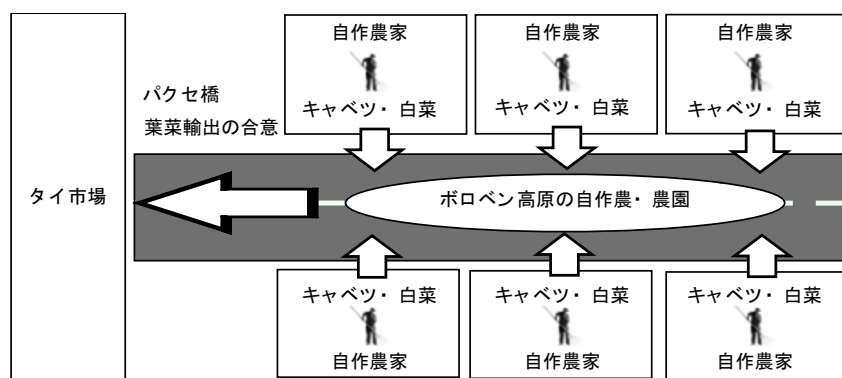 自作農家
キャベツ・白菜
自作農家
キャベツ・白菜
自作農家
キャベツ・白菜
パクセ橋
葉菜輸出の合意
タイ市場
ボロベン高原の自作農・農園
キャベツ・白菜
自作農家
キャベツ・白菜
自作農家
キャベツ・白菜
自作農家